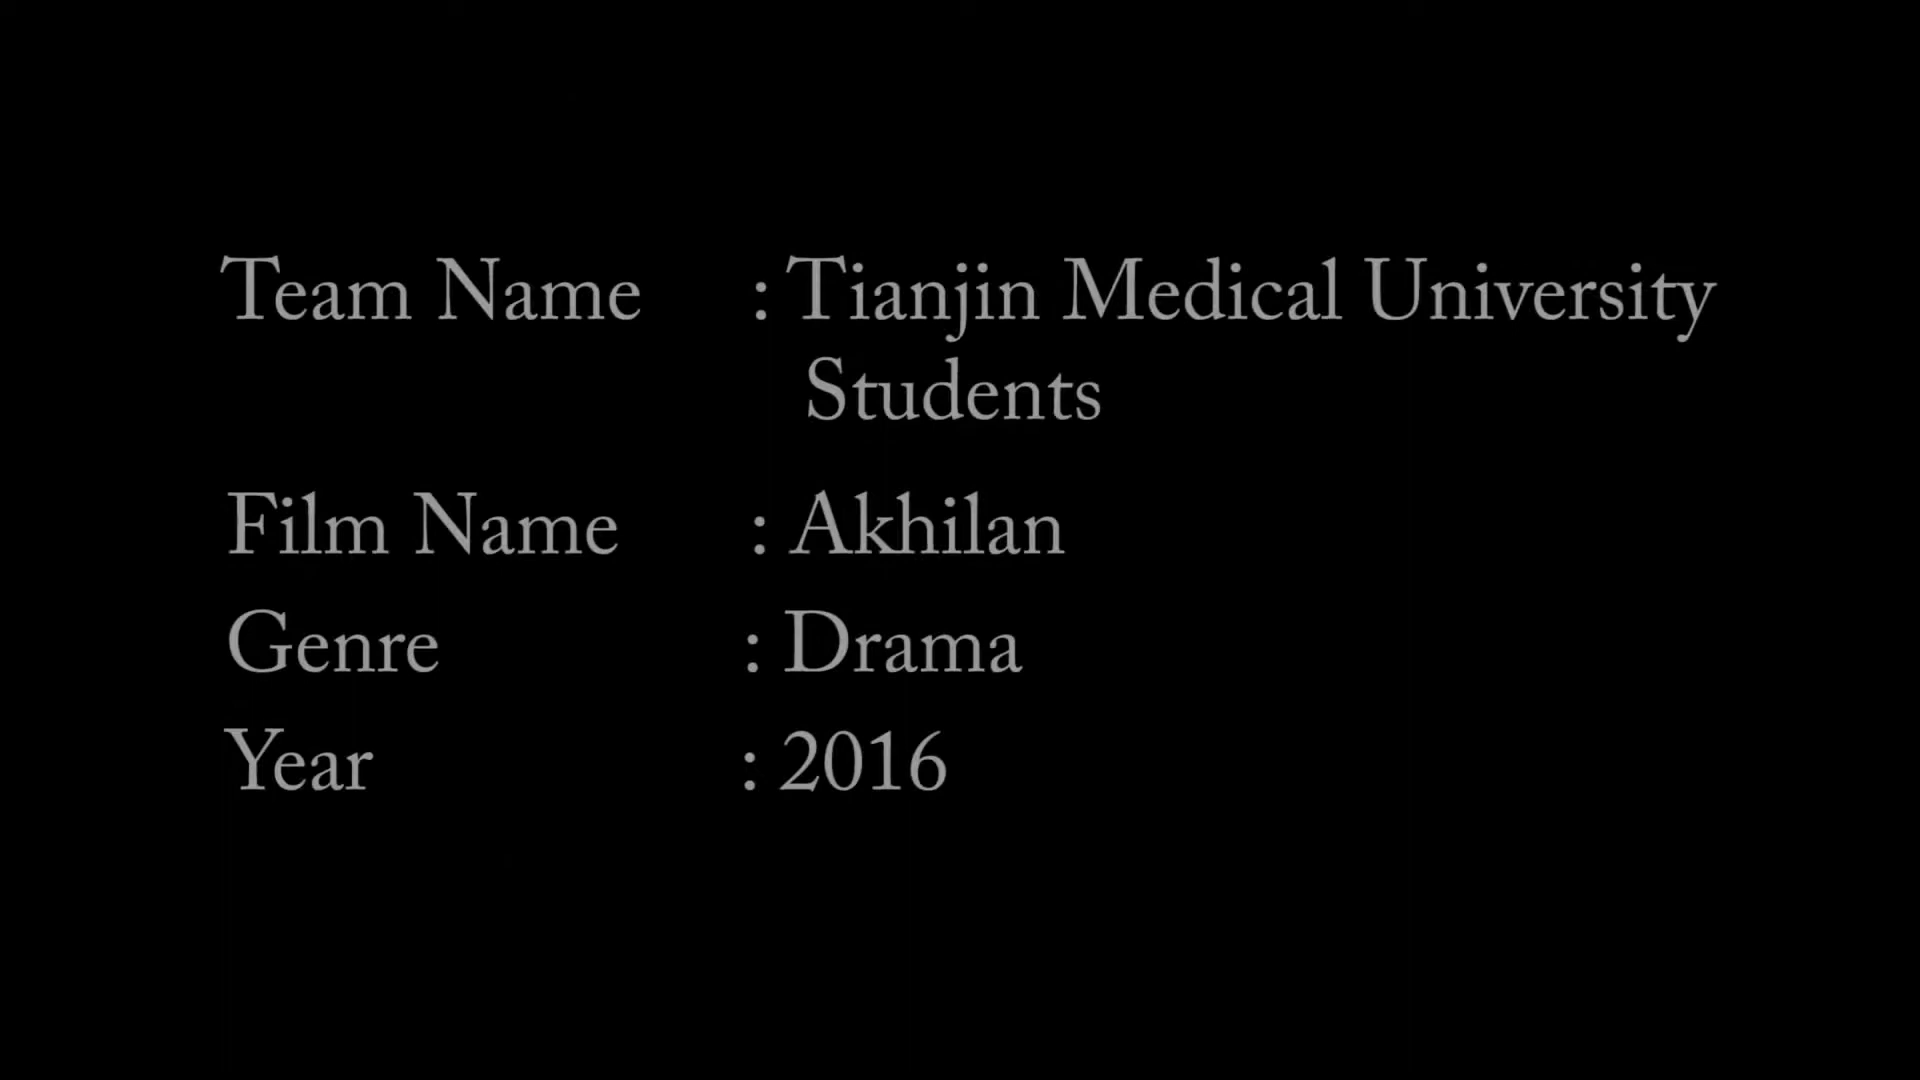 Team Name : Tianjin Medical University
Students
Film Name : Akhilan
Genre : Drama
Year : 2016